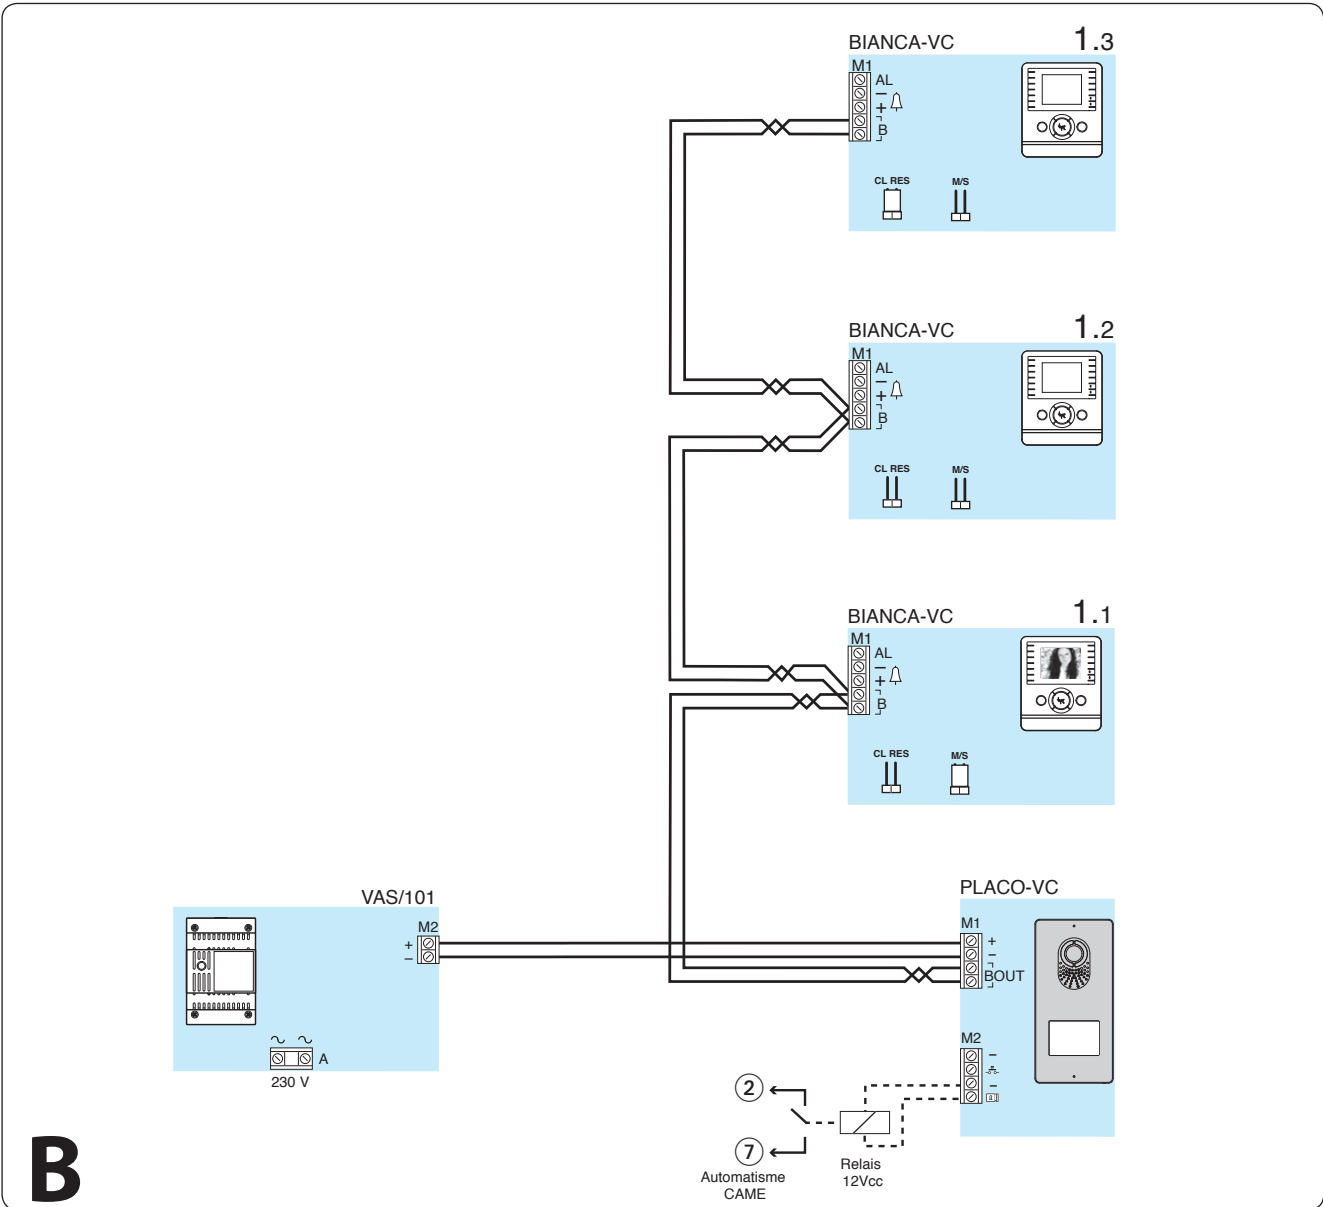 BIANCA-VC 1.3
M1
AL
−
+
B
CL RES M/S
BIANCA-VC 1.2
M1
AL
−
+
B
CL RES M/S
BIANCA-VC 1.1
M1
AL
−
+
B
CL RES M/S
VAS/101
M2
+
−
A
230 V
PLACO-VC
M1
+
−
BOUT
M2
−
−
2
7
Automatisme
CAME
Relais
12Vcc
B